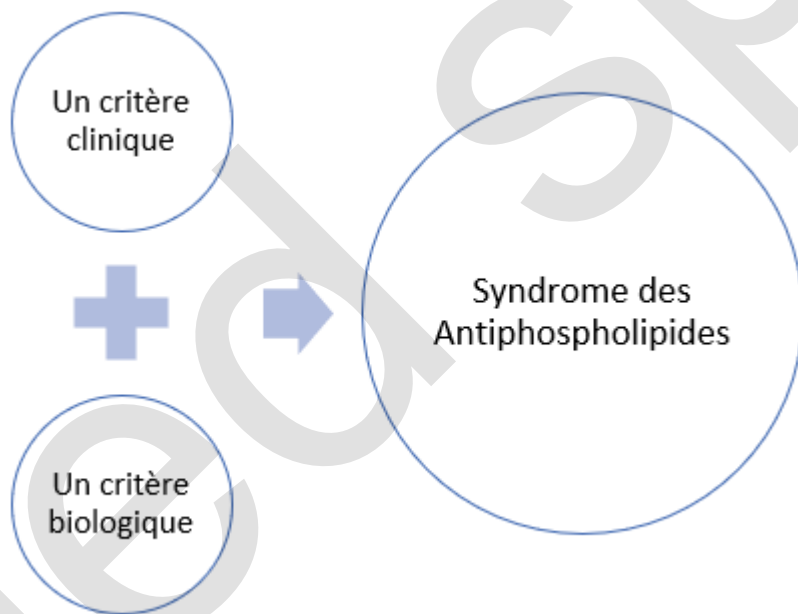 Un critère
clinique
Syndrome des
Antiphospholipides
Un critère
biologique